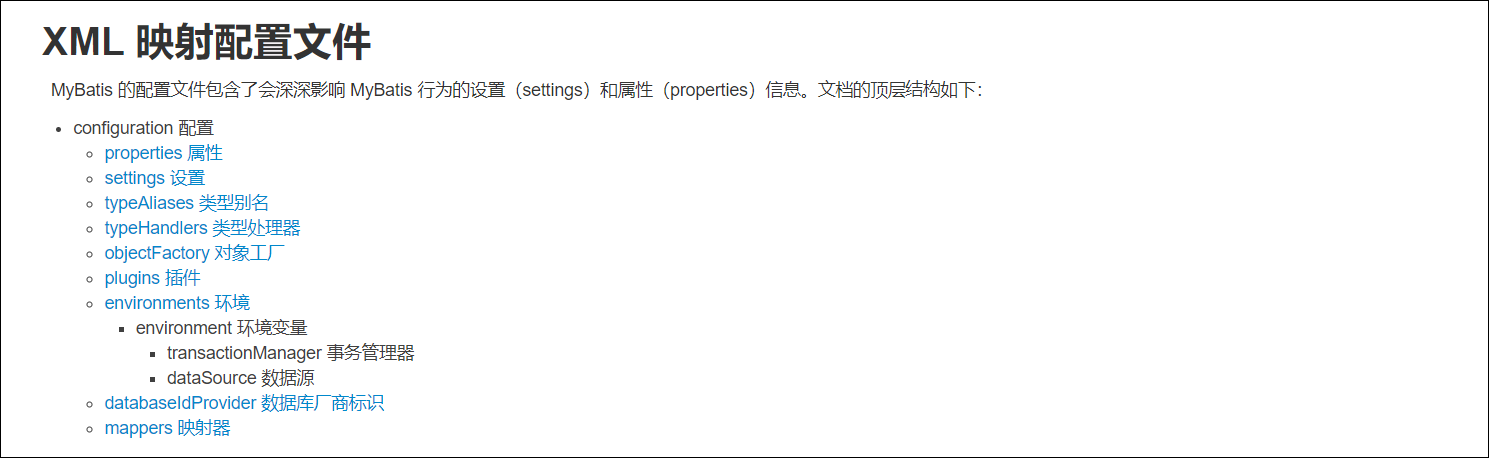 XML 映射配置文件
MyBatis 的配置文件包含了会深深影响 MyBatis 行为的设置（settings）和属性（properties）信息。文档的顶层结构如下：
configuration 配置
properties 属性
settings 设置
typeAliases 类型别名
typeHandlers 类型处理器
objectFactory 对象工厂
plugins 插件
environments 环境
environment 环境变量
transactionManager 事务管理器
dataSource 数据源
databaseIdProvider 数据库厂商标识
mappers 映射器